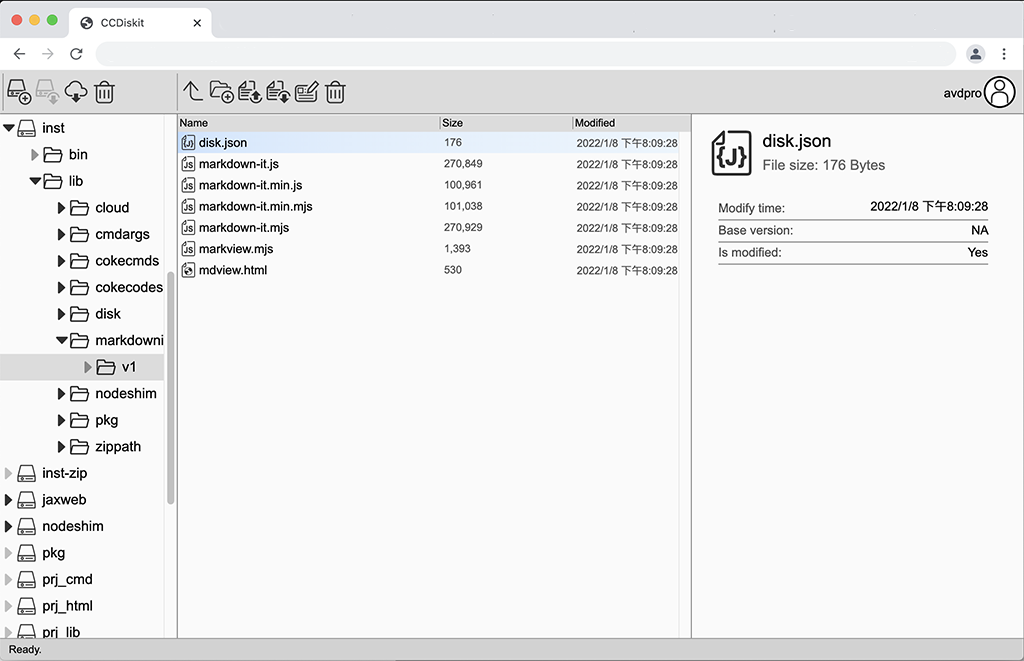 CCDiskit
avdpro
inst
bin
lib
cloud
cmdargs
cokecmds
cokecodes
disk
markdowni
v1
nodeshim
pkg
zippath
inst-zip
jaxweb
nodeshim
pkg
prj_cmd
prj_html
prj_lib
Name Size Modified
disk.json 176 2022/1/8 下午8:09:28
markdown-it.js 270,849 2022/1/8 下午8:09:28
markdown-it.min.js 100,961 2022/1/8 下午8:09:28
markdown-it.min.mjs 101,038 2022/1/8 下午8:09:28
markdown-it.mjs 270,929 2022/1/8 下午8:09:28
markview.mjs 1,393 2022/1/8 下午8:09:28
mdview.html 530 2022/1/8 下午8:09:28
{J}
disk.json
File size: 176 Bytes
Modify time: 2022/1/8 下午8:09:28
Base version: NA
Is modified: Yes
Ready.